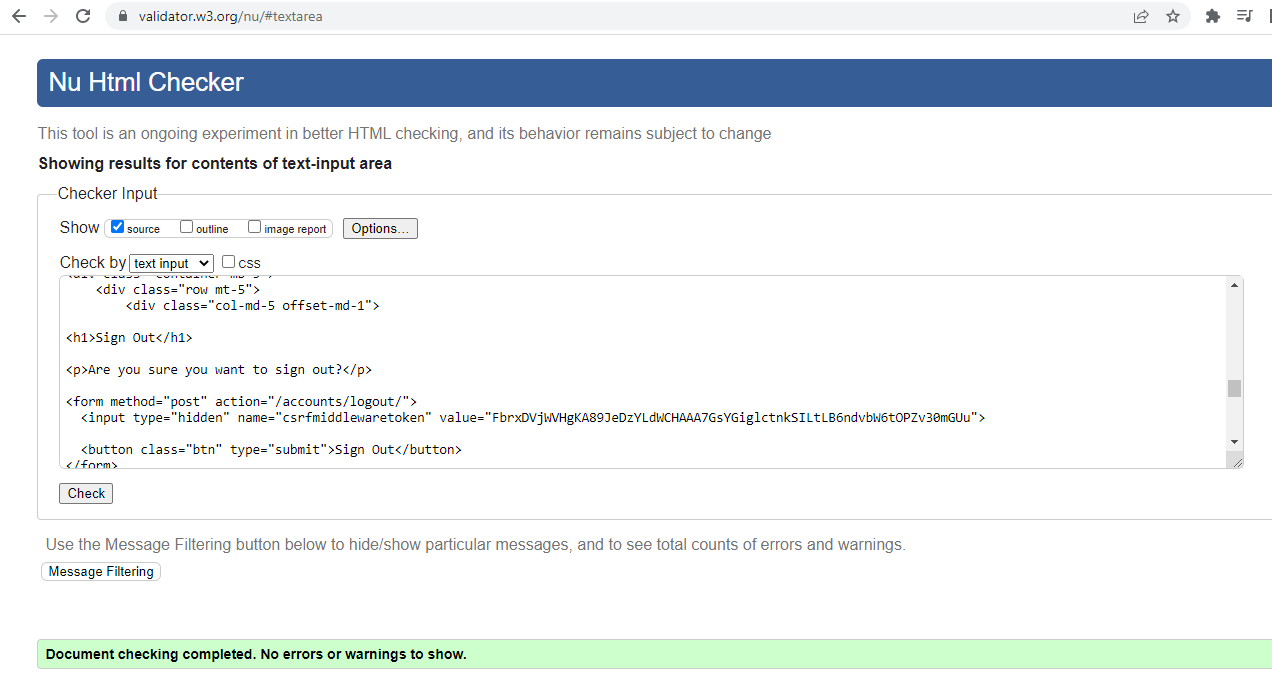 validator.w3.org/nu/#textarea
Nu Html Checker
This tool is an ongoing experiment in better HTML checking, and its behavior remains subject to change
Showing results for contents of text-input area
Checker Input
Show source outline image report Options...
Check by text input css
<div class="container mb-5">
<div class="row mt-5">
<div class="col-md-5 offset-md-1">
<h1>Sign Out</h1>
<p>Are you sure you want to sign out?</p>
<form method="post" action="/accounts/logout/">
<input type="hidden" name="csrfmiddlewaretoken" value="FbrxDVjWVHgKA89JeDzYLdWCHAAA7GsYGiglctnkSILtLB6ndvbW6tOPZv30mGUu">
<button class="btn" type="submit">Sign Out</button>
</form>
Check
Use the Message Filtering button below to hide/show particular messages, and to see total counts of errors and warnings.
Message Filtering
Document checking completed. No errors or warnings to show.